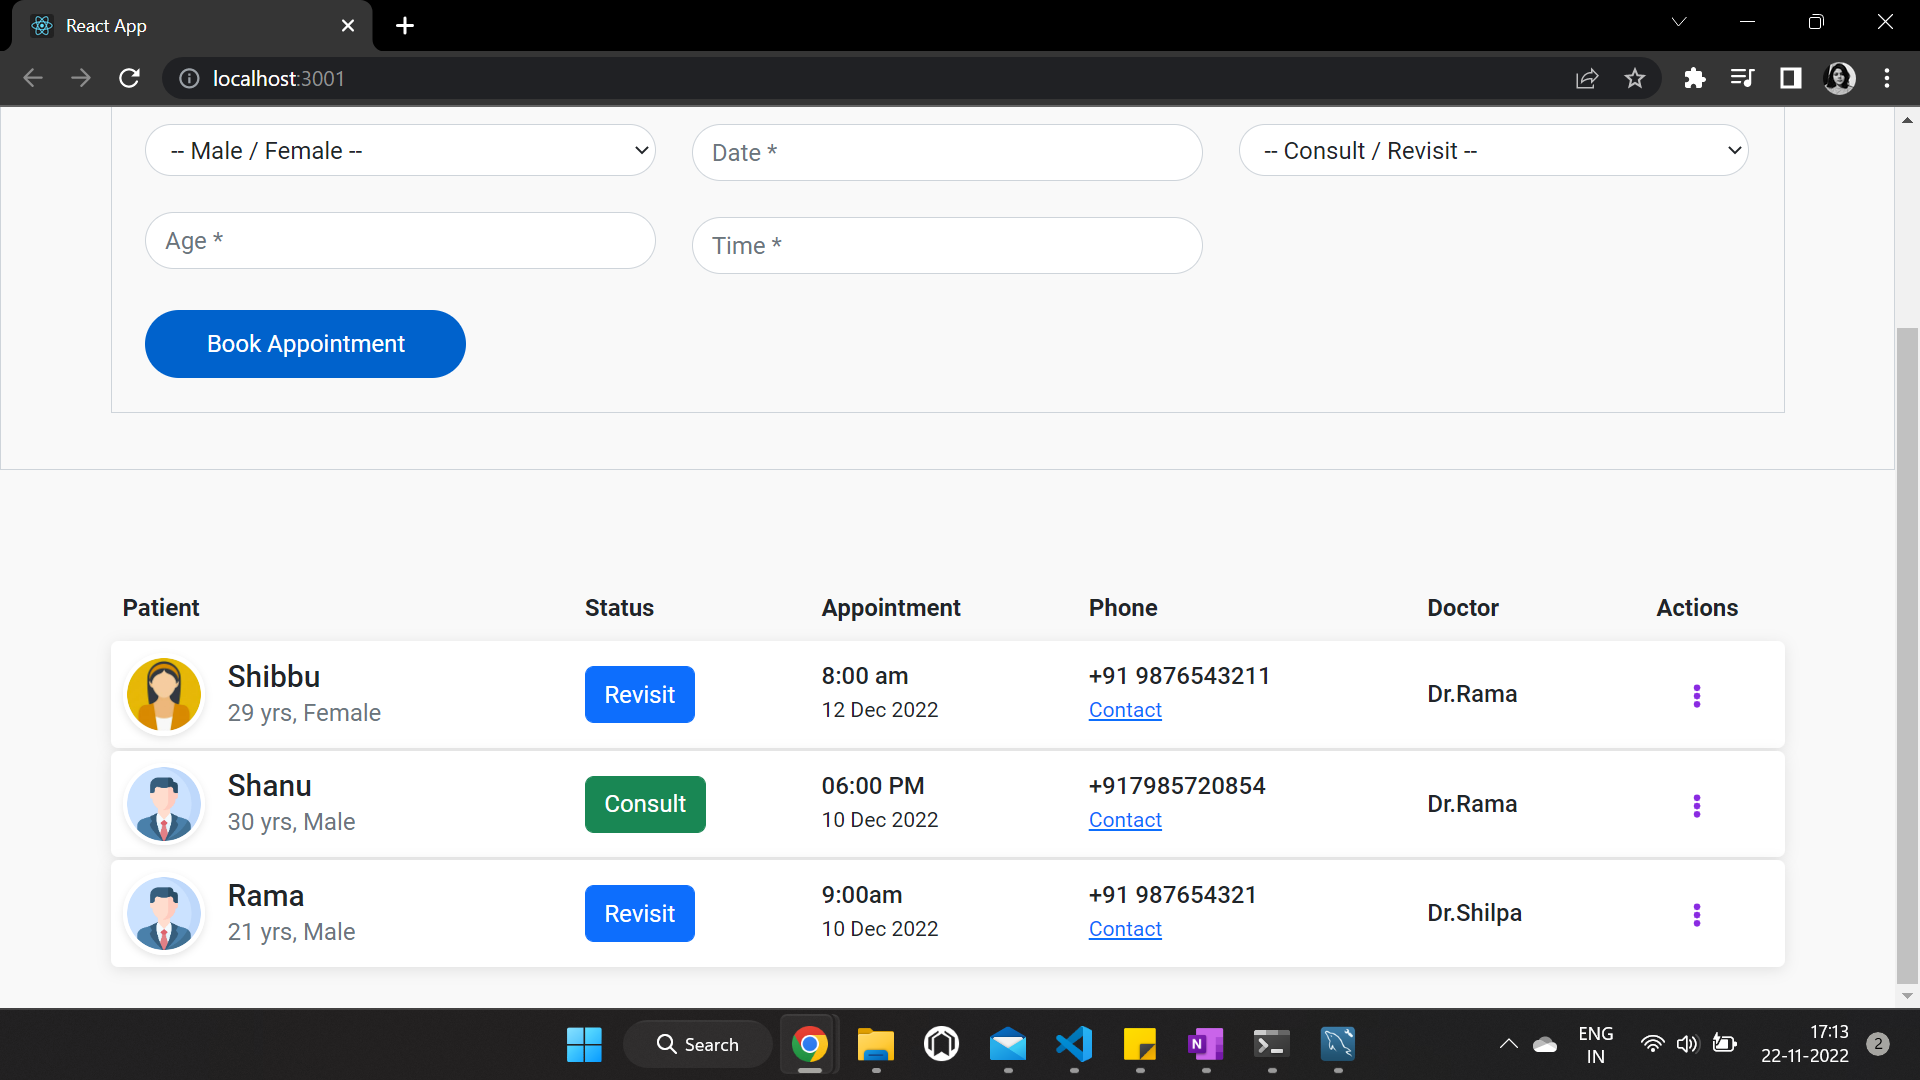 React App
localhost:3001
-- Male / Female --
Date *
-- Consult / Revisit --
Age *
Time *
Book Appointment
Patient Status Appointment Phone Doctor Actions
Shibbu
29 yrs, Female
Revisit
8:00 am
12 Dec 2022
+91 9876543211
Contact
Dr.Rama
Shanu
30 yrs, Male
Consult
06:00 PM
10 Dec 2022
+917985720854
Contact
Dr.Rama
Rama
21 yrs, Male
Revisit
9:00am
10 Dec 2022
+91 987654321
Contact
Dr.Shilpa
Search
N
ENG
IN
17:13
22-11-2022
2